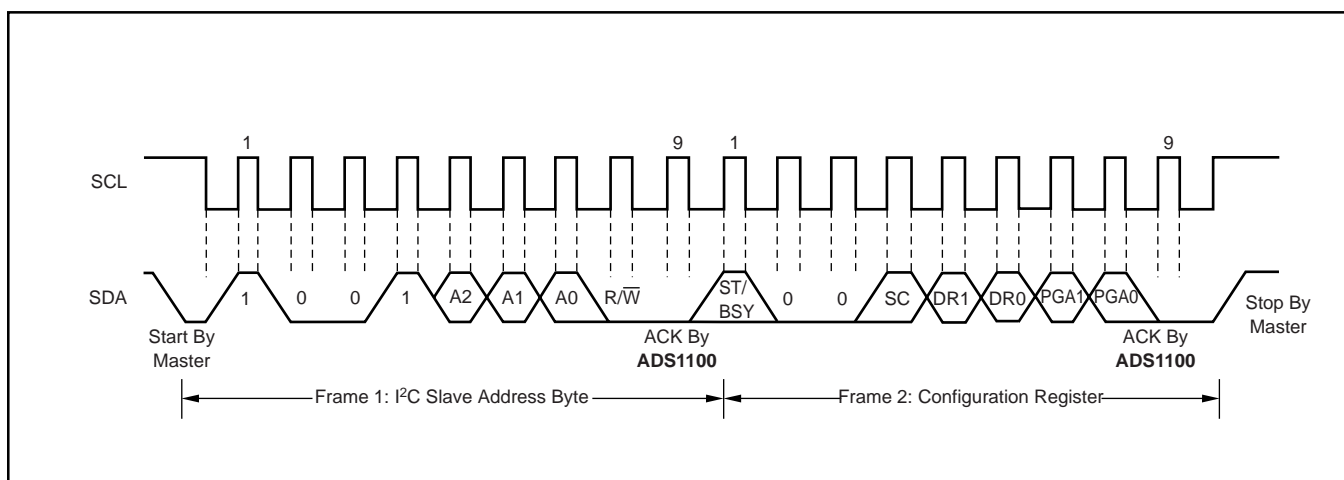 1 9 1 9
SCL
SDA
1 0 0 1 A2 A1 A0 R/W̅ ST/BSY 0 0 SC DR1 DR0 PGA1 PGA0
Start By
Master
ACK By
ADS1100
ACK By
ADS1100
Stop By
Master
Frame 1: I²C Slave Address Byte
Frame 2: Configuration Register